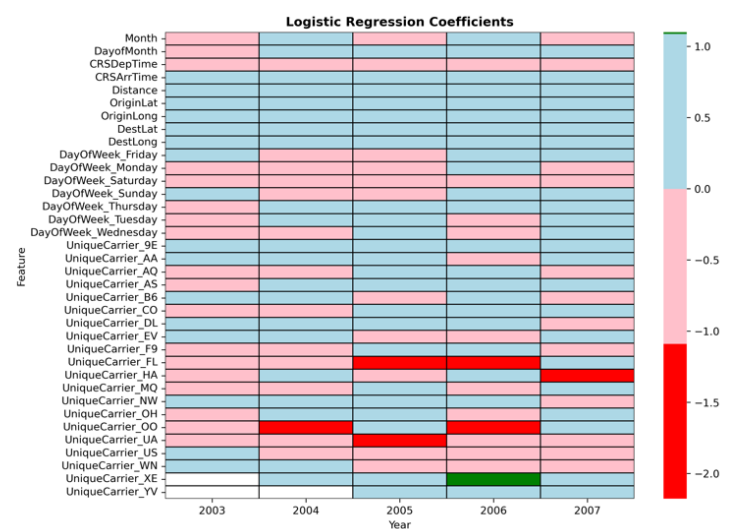 Logistic Regression Coefficients
Month
DayofMonth
CRSDepTime
CRSArrTime
Distance
OriginLat
OriginLong
DestLat
DestLong
DayOfWeek_Friday
DayOfWeek_Monday
DayOfWeek_Saturday
DayOfWeek_Sunday
DayOfWeek_Thursday
DayOfWeek_Tuesday
DayOfWeek_Wednesday
UniqueCarrier_9E
UniqueCarrier_AA
UniqueCarrier_AQ
UniqueCarrier_AS
UniqueCarrier_B6
UniqueCarrier_CO
UniqueCarrier_DL
UniqueCarrier_EV
UniqueCarrier_F9
UniqueCarrier_FL
UniqueCarrier_HA
UniqueCarrier_MQ
UniqueCarrier_NW
UniqueCarrier_OH
UniqueCarrier_OO
UniqueCarrier_UA
UniqueCarrier_US
UniqueCarrier_WN
UniqueCarrier_XE
UniqueCarrier_YV
Feature
2003 2004 2005 2006 2007
Year
1.0
0.5
0.0
−0.5
−1.0
−1.5
−2.0